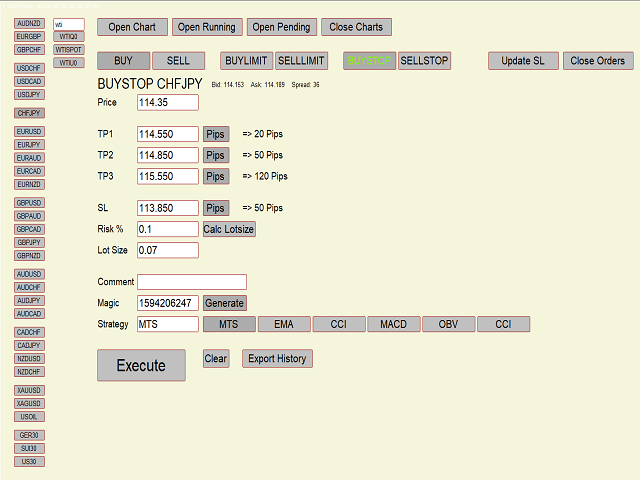 AUDNZD
EURGBP
GBPCHF
USDCHF
USDCAD
USDJPY
CHFJPY
EURUSD
EURJPY
EURAUD
EURCAD
EURNZD
GBPUSD
GBPAUD
GBPCAD
GBPJPY
GBPNZD
AUDUSD
AUDCHF
AUDJPY
AUDCAD
CADCHF
CADJPY
NZDUSD
NZDCHF
XAUUSD
XAGUSD
USOIL
GER30
SUI30
US30
wti
WTIQ0
WTISPOT
WTIU0
Open Chart Open Running Open Pending Close Charts
BUY SELL BUYLIMIT SELLLIMIT BUYSTOP SELLSTOP Update SL Close Orders
BUYSTOP CHFJPY Bid: 114.153 Ask: 114.189 Spread: 36
Price 114.35
TP1 114.550 Pips => 20 Pips
TP2 114.850 Pips => 50 Pips
TP3 115.550 Pips => 120 Pips
SL 113.850 Pips => 50 Pips
Risk % 0.1 Calc Lotsize
Lot Size 0.07
Comment
Magic 1594206247 Generate
Strategy MTS MTS EMA CCI MACD OBV CCI
Execute Clear Export History